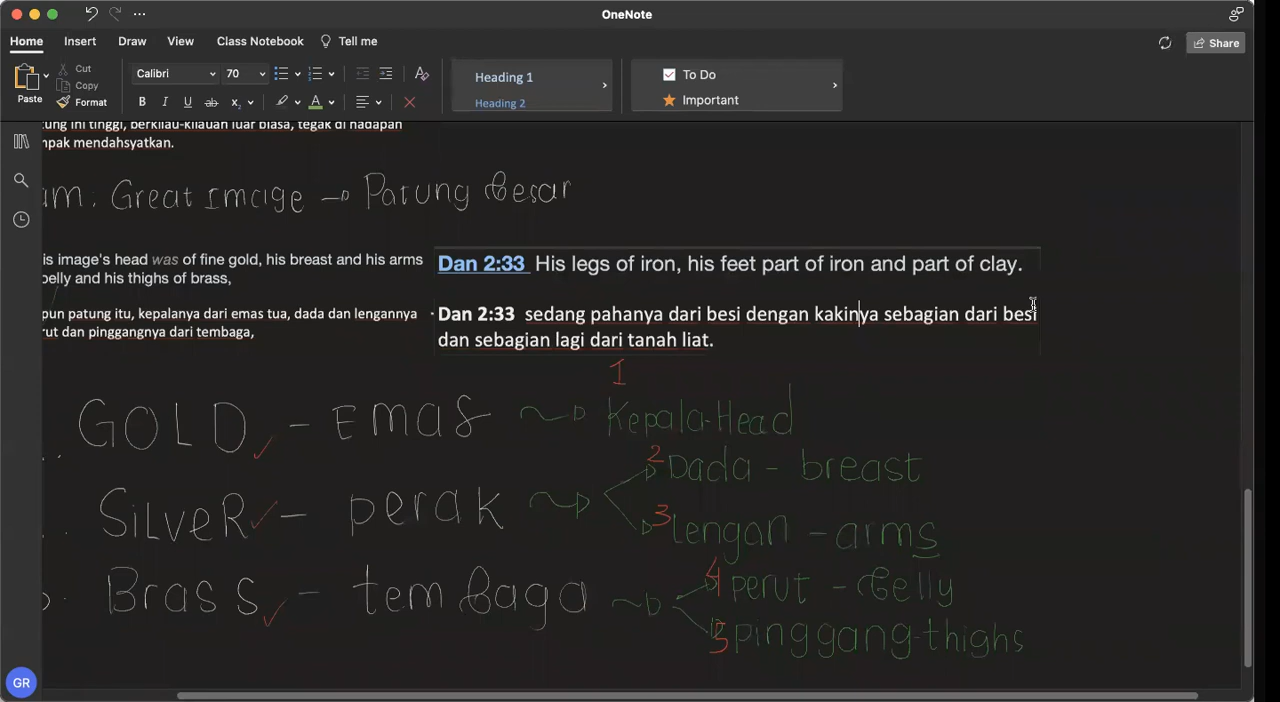 OneNote
Home Insert Draw View Class Notebook Tell me
Share
Paste
Cut
Copy
Format
Calibri 70
B I U ab x₂ A
Heading 1
Heading 2
To Do
Important
tung ini tinggi, berkilau-kilauan luar biasa, tegak di hadapan
npak mendahsyatkan.
am: Great Image → Patung besar
is image's head was of fine gold, his breast and his arms
belly and his thighs of brass,
pun patung itu, kepalanya dari emas tua, dada dan lengannya
rut dan pinggangnya dari tembaga,
Dan 2:33 His legs of iron, his feet part of iron and part of clay.
Dan 2:33 sedang pahanya dari besi dengan kakinya sebagian dari besi
dan sebagian lagi dari tanah liat.
GOLD - EMAS 1 Kepala-Head
SILVER - perak 2 Dada - breast
3 Lengan - arms
Brass - tembaga 4 perut - Belly
5 pinggang-thighs
GR